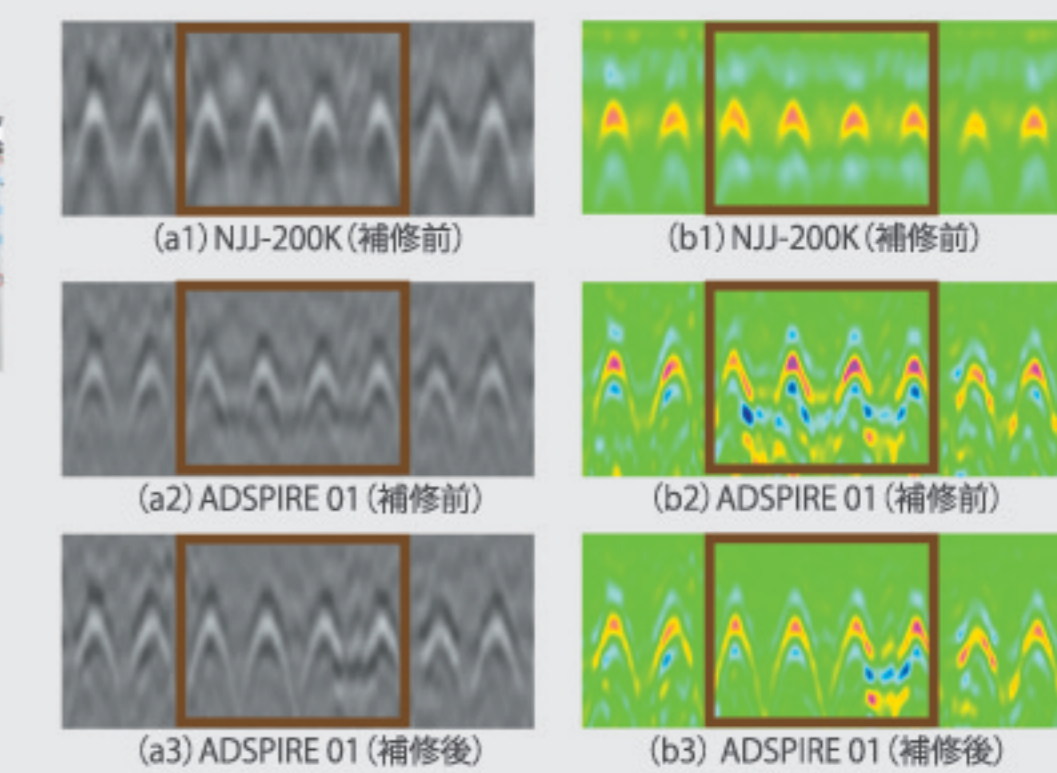 (a1) NJJ-200K(補修前)
(b1) NJJ-200K(補修前)
(a2) ADSPIRE 01(補修前)
(b2) ADSPIRE 01(補修前)
(a3) ADSPIRE 01(補修後)
(b3) ADSPIRE 01(補修後)